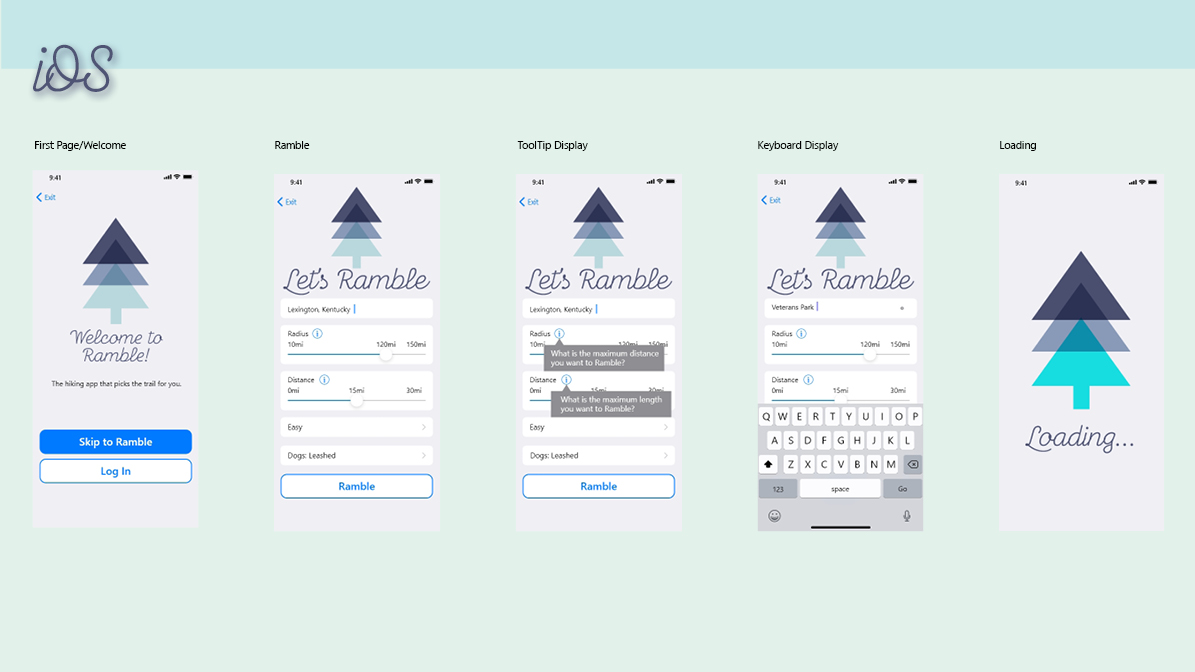 iOS
First Page/Welcome
9:41
Exit
Welcome to
Ramble!
The hiking app that picks the trail for you.
Skip to Ramble
Log In
Ramble
9:41
Exit
Let's Ramble
Lexington, Kentucky
Radius
10mi 120mi 150mi
Distance
0mi 15mi 30mi
Easy
Dogs: Leashed
Ramble
ToolTip Display
9:41
Exit
Let's Ramble
Lexington, Kentucky
Radius
10mi 120mi 150mi
What is the maximum distance
you want to Ramble?
Distance
0mi 15mi 30mi
What is the maximum length
you want to Ramble?
Easy
Dogs: Leashed
Ramble
Keyboard Display
9:41
Exit
Let's Ramble
Veterans Park
Radius
10mi 120mi 150mi
Distance
0mi 15mi 30mi
Q W E R T Y U I O P
A S D F G H J K L
Z X C V B N M
123 space Go
Loading
9:41
Loading...